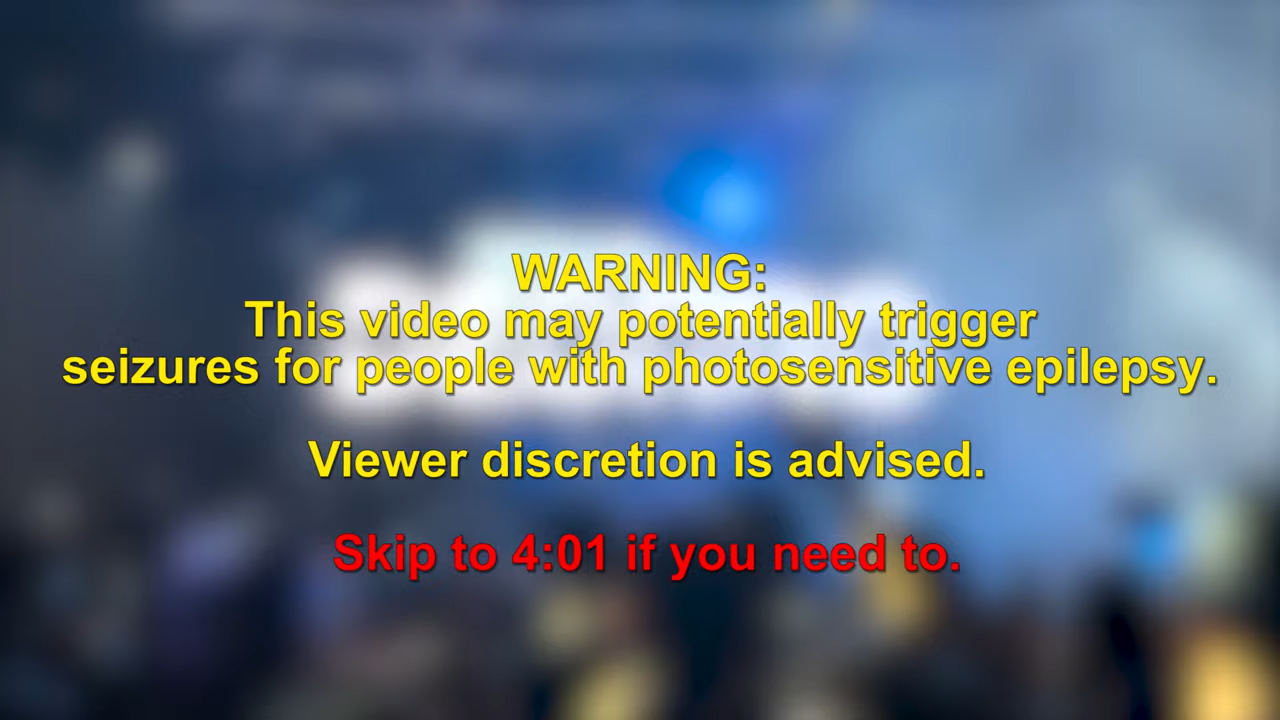 WARNING:
This video may potentially trigger
seizures for people with photosensitive epilepsy.
Viewer discretion is advised.
Skip to 4:01 if you need to.